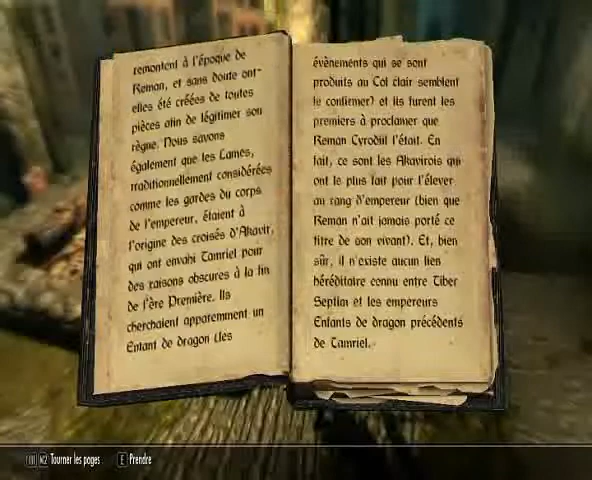 remontent à l'époque de
Reman, et sans doute ont-
elles été créées de toutes
pièces afin de légitimer son
règne. Nous savons
également que les Lames,
traditionnellement considérées
comme les gardes du corps
de l'empereur, étaient à
l'origine des croisés d'Akavir,
qui ont envahi Tamriel pour
des raisons obscures à la fin
de l'ère Première. Ils
cherchaient apparemment un
Enfant de dragon (les
évènements qui se sont
produits au Col clair semblent
le confirmer) et ils furent les
premiers à proclamer que
Reman Cyrodiil l'était. En
fait, ce sont les Akavirois qui
ont le plus fait pour l'élever
au rang d'empereur (bien que
Reman n'ait jamais porté ce
titre de son vivant). Et, bien
sûr, il n'existe aucun lien
héréditaire connu entre Tiber
Septim et les empereurs
Enfants de dragon précédents
de Tamriel.
M2 Tourner les pages E Prendre